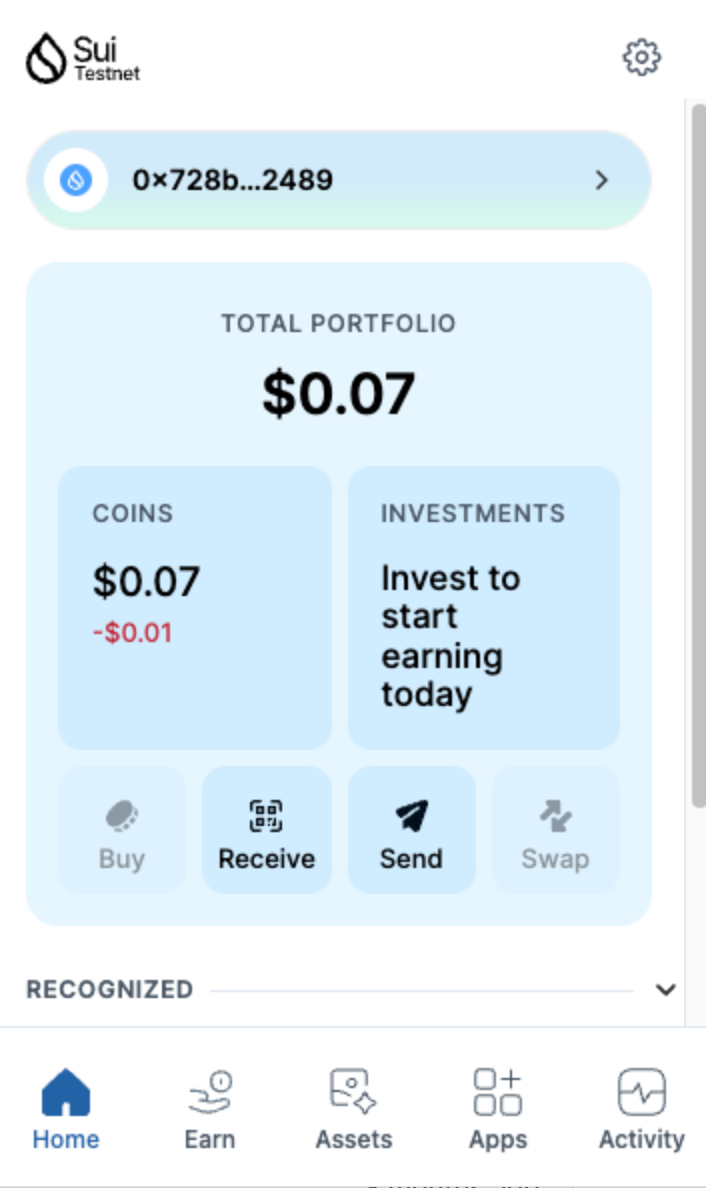 Sui
Testnet
0×728b...2489
TOTAL PORTFOLIO
$0.07
COINS
$0.07
-$0.01
INVESTMENTS
Invest to
start
earning
today
Buy
Receive
Send
Swap
RECOGNIZED
Home
Earn
Assets
Apps
Activity